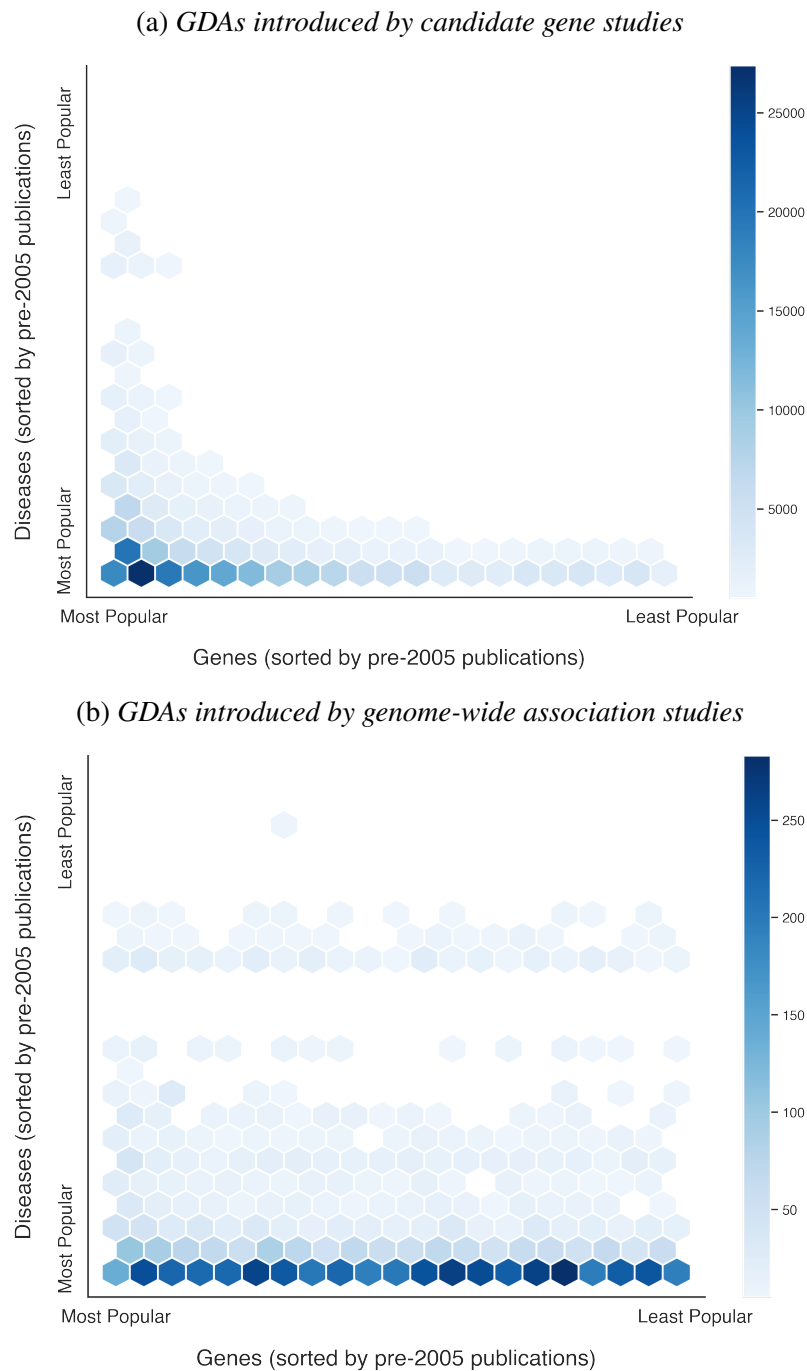 (a) GDAs introduced by candidate gene studies
Diseases (sorted by pre-2005 publications)
Least Popular
Most Popular
25000
20000
15000
10000
5000
Most Popular
Least Popular
Genes (sorted by pre-2005 publications)
(b) GDAs introduced by genome-wide association studies
Diseases (sorted by pre-2005 publications)
Least Popular
Most Popular
250
200
150
100
50
Most Popular
Least Popular
Genes (sorted by pre-2005 publications)